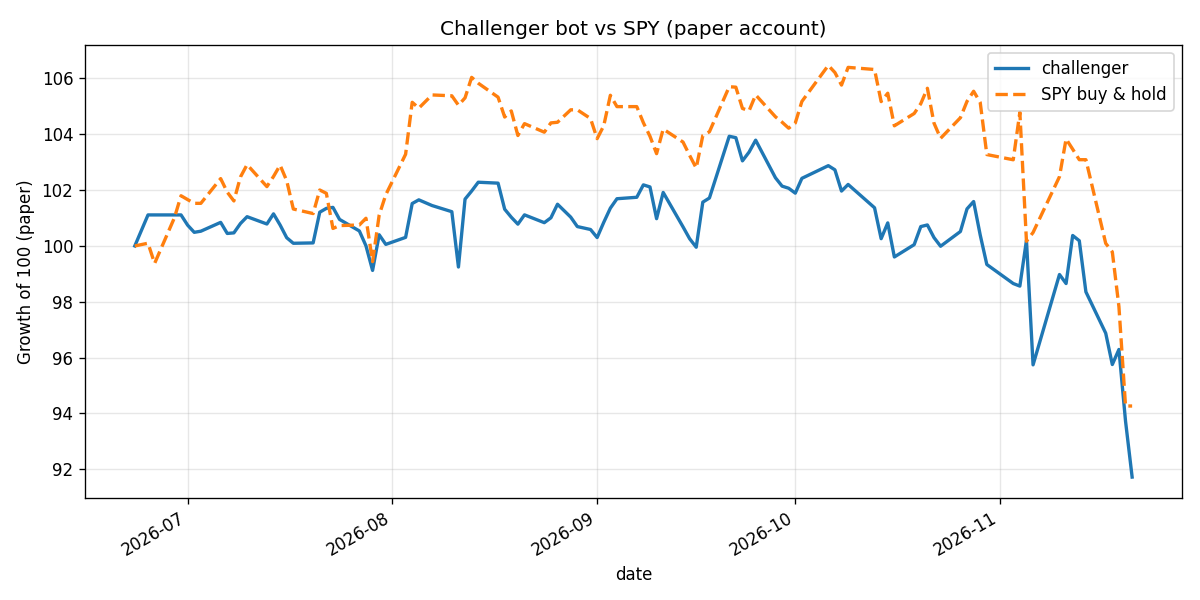 Challenger bot vs SPY (paper account)
challenger
SPY buy & hold
Growth of 100 (paper)
106
104
102
100
98
96
94
92
2026-07
2026-08
2026-09
2026-10
2026-11
date